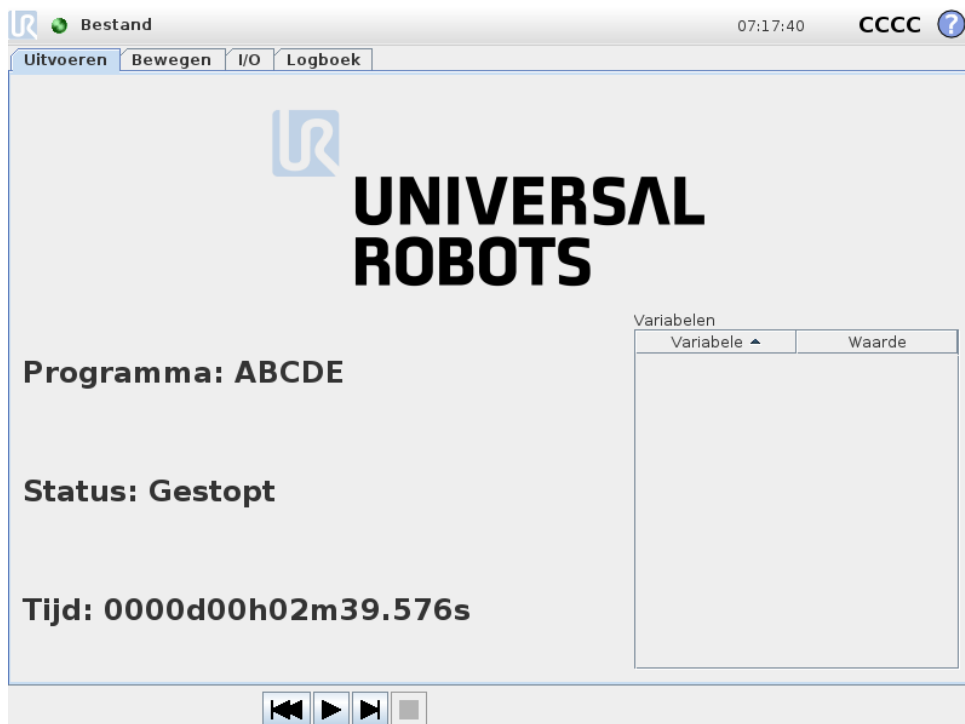 Bestand 07:17:40 CCCC ?
Uitvoeren Bewegen I/O Logboek
UR
UNIVERSAL
ROBOTS
Variabelen
Variabele Waarde
Programma: ABCDE
Status: Gestopt
Tijd: 0000d00h02m39.576s